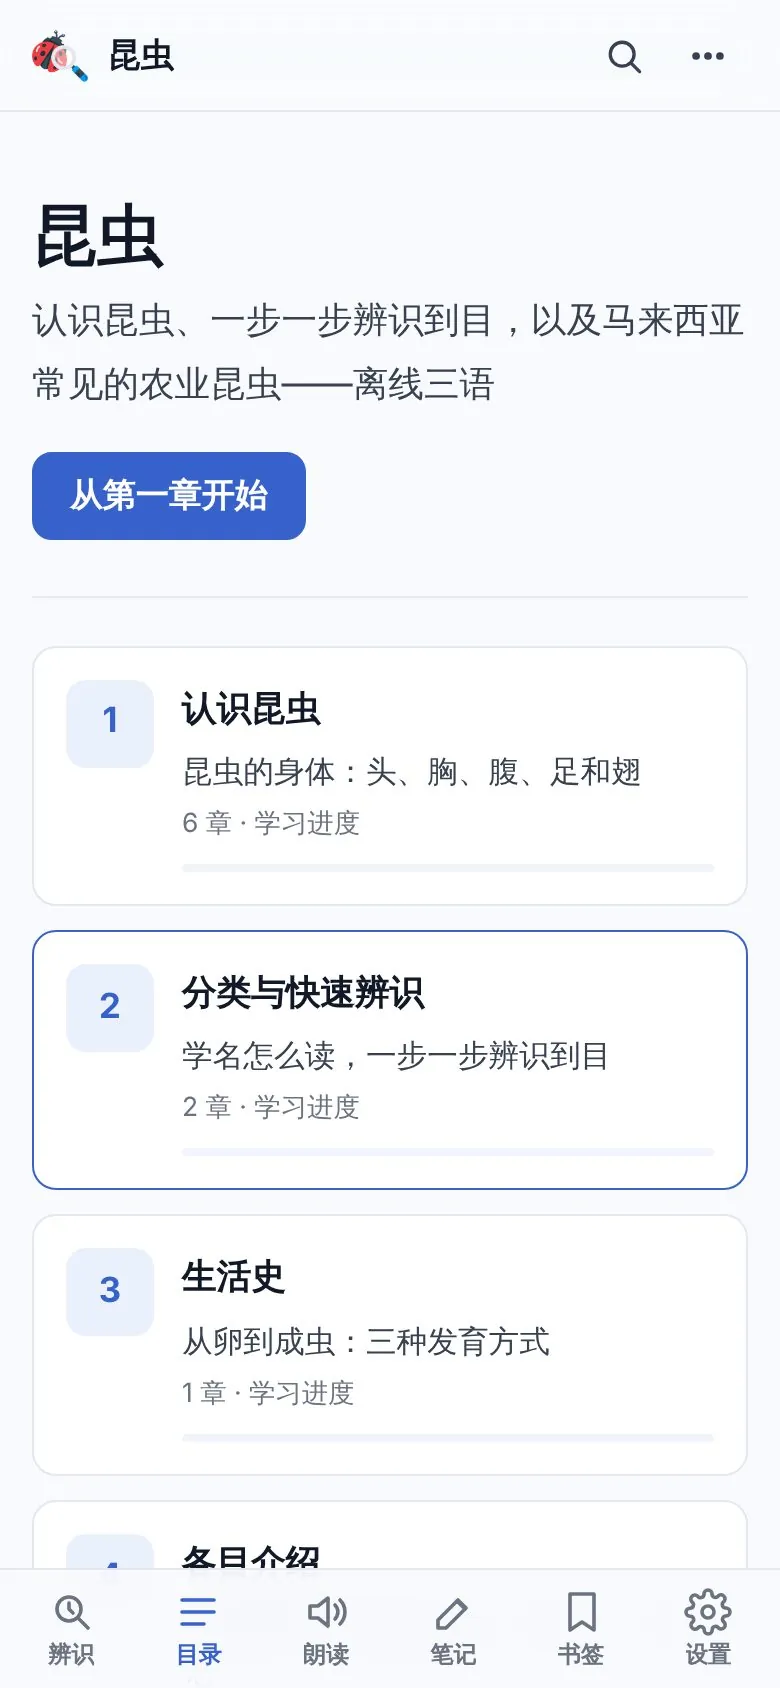 昆虫
昆虫
认识昆虫、一步一步辨识到目，以及马来西亚
常见的农业昆虫——离线三语
从第一章开始
1
认识昆虫
昆虫的身体：头、胸、腹、足和翅
6 章 · 学习进度
2
分类与快速辨识
学名怎么读，一步一步辨识到目
2 章 · 学习进度
3
生活史
从卵到成虫：三种发育方式
1 章 · 学习进度
4
各目介绍
辨识
目录
朗读
笔记
书签
设置